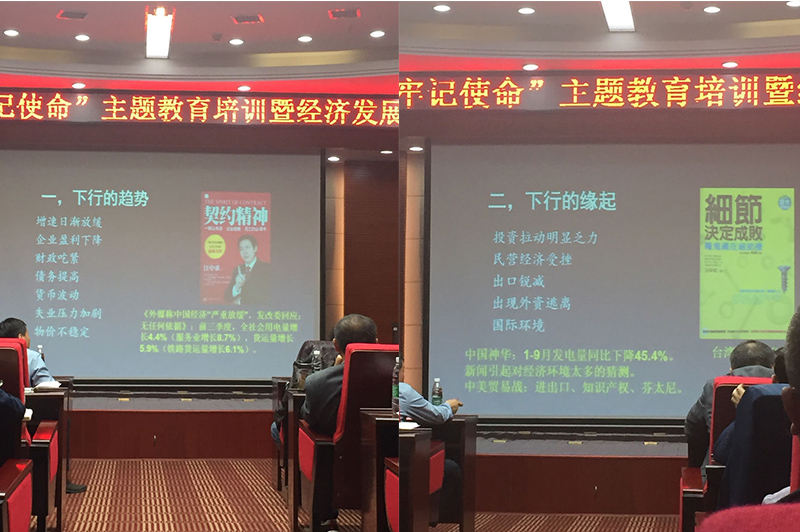 记使命”主题教育培训暨经济发展
一，下行的趋势
增速日渐放缓
企业盈利下降
财政吃紧
债务提高
货币波动
失业压力加剧
物价不稳定
THE SPIRIT OF CONTRACT
契约精神
《外媒称中国经济“严重放缓”，发改委回应：
无任何依据》：前三季度，全社会用电量增
长4.4%（服务业增长8.7%），货运量增长
5.9%（铁路货运量增长6.1%）。
牢记使命”主题教育培训暨
二，下行的缘起
投资拉动明显乏力
民营经济受挫
出口锐减
出现外资逃离
国际环境
細節
決定成敗
中国神华：1-9月发电量同比下降45.4%。
台湾
新闻引起对经济环境太多的猜测。
中美贸易战：进出口、知识产权、芬太尼。